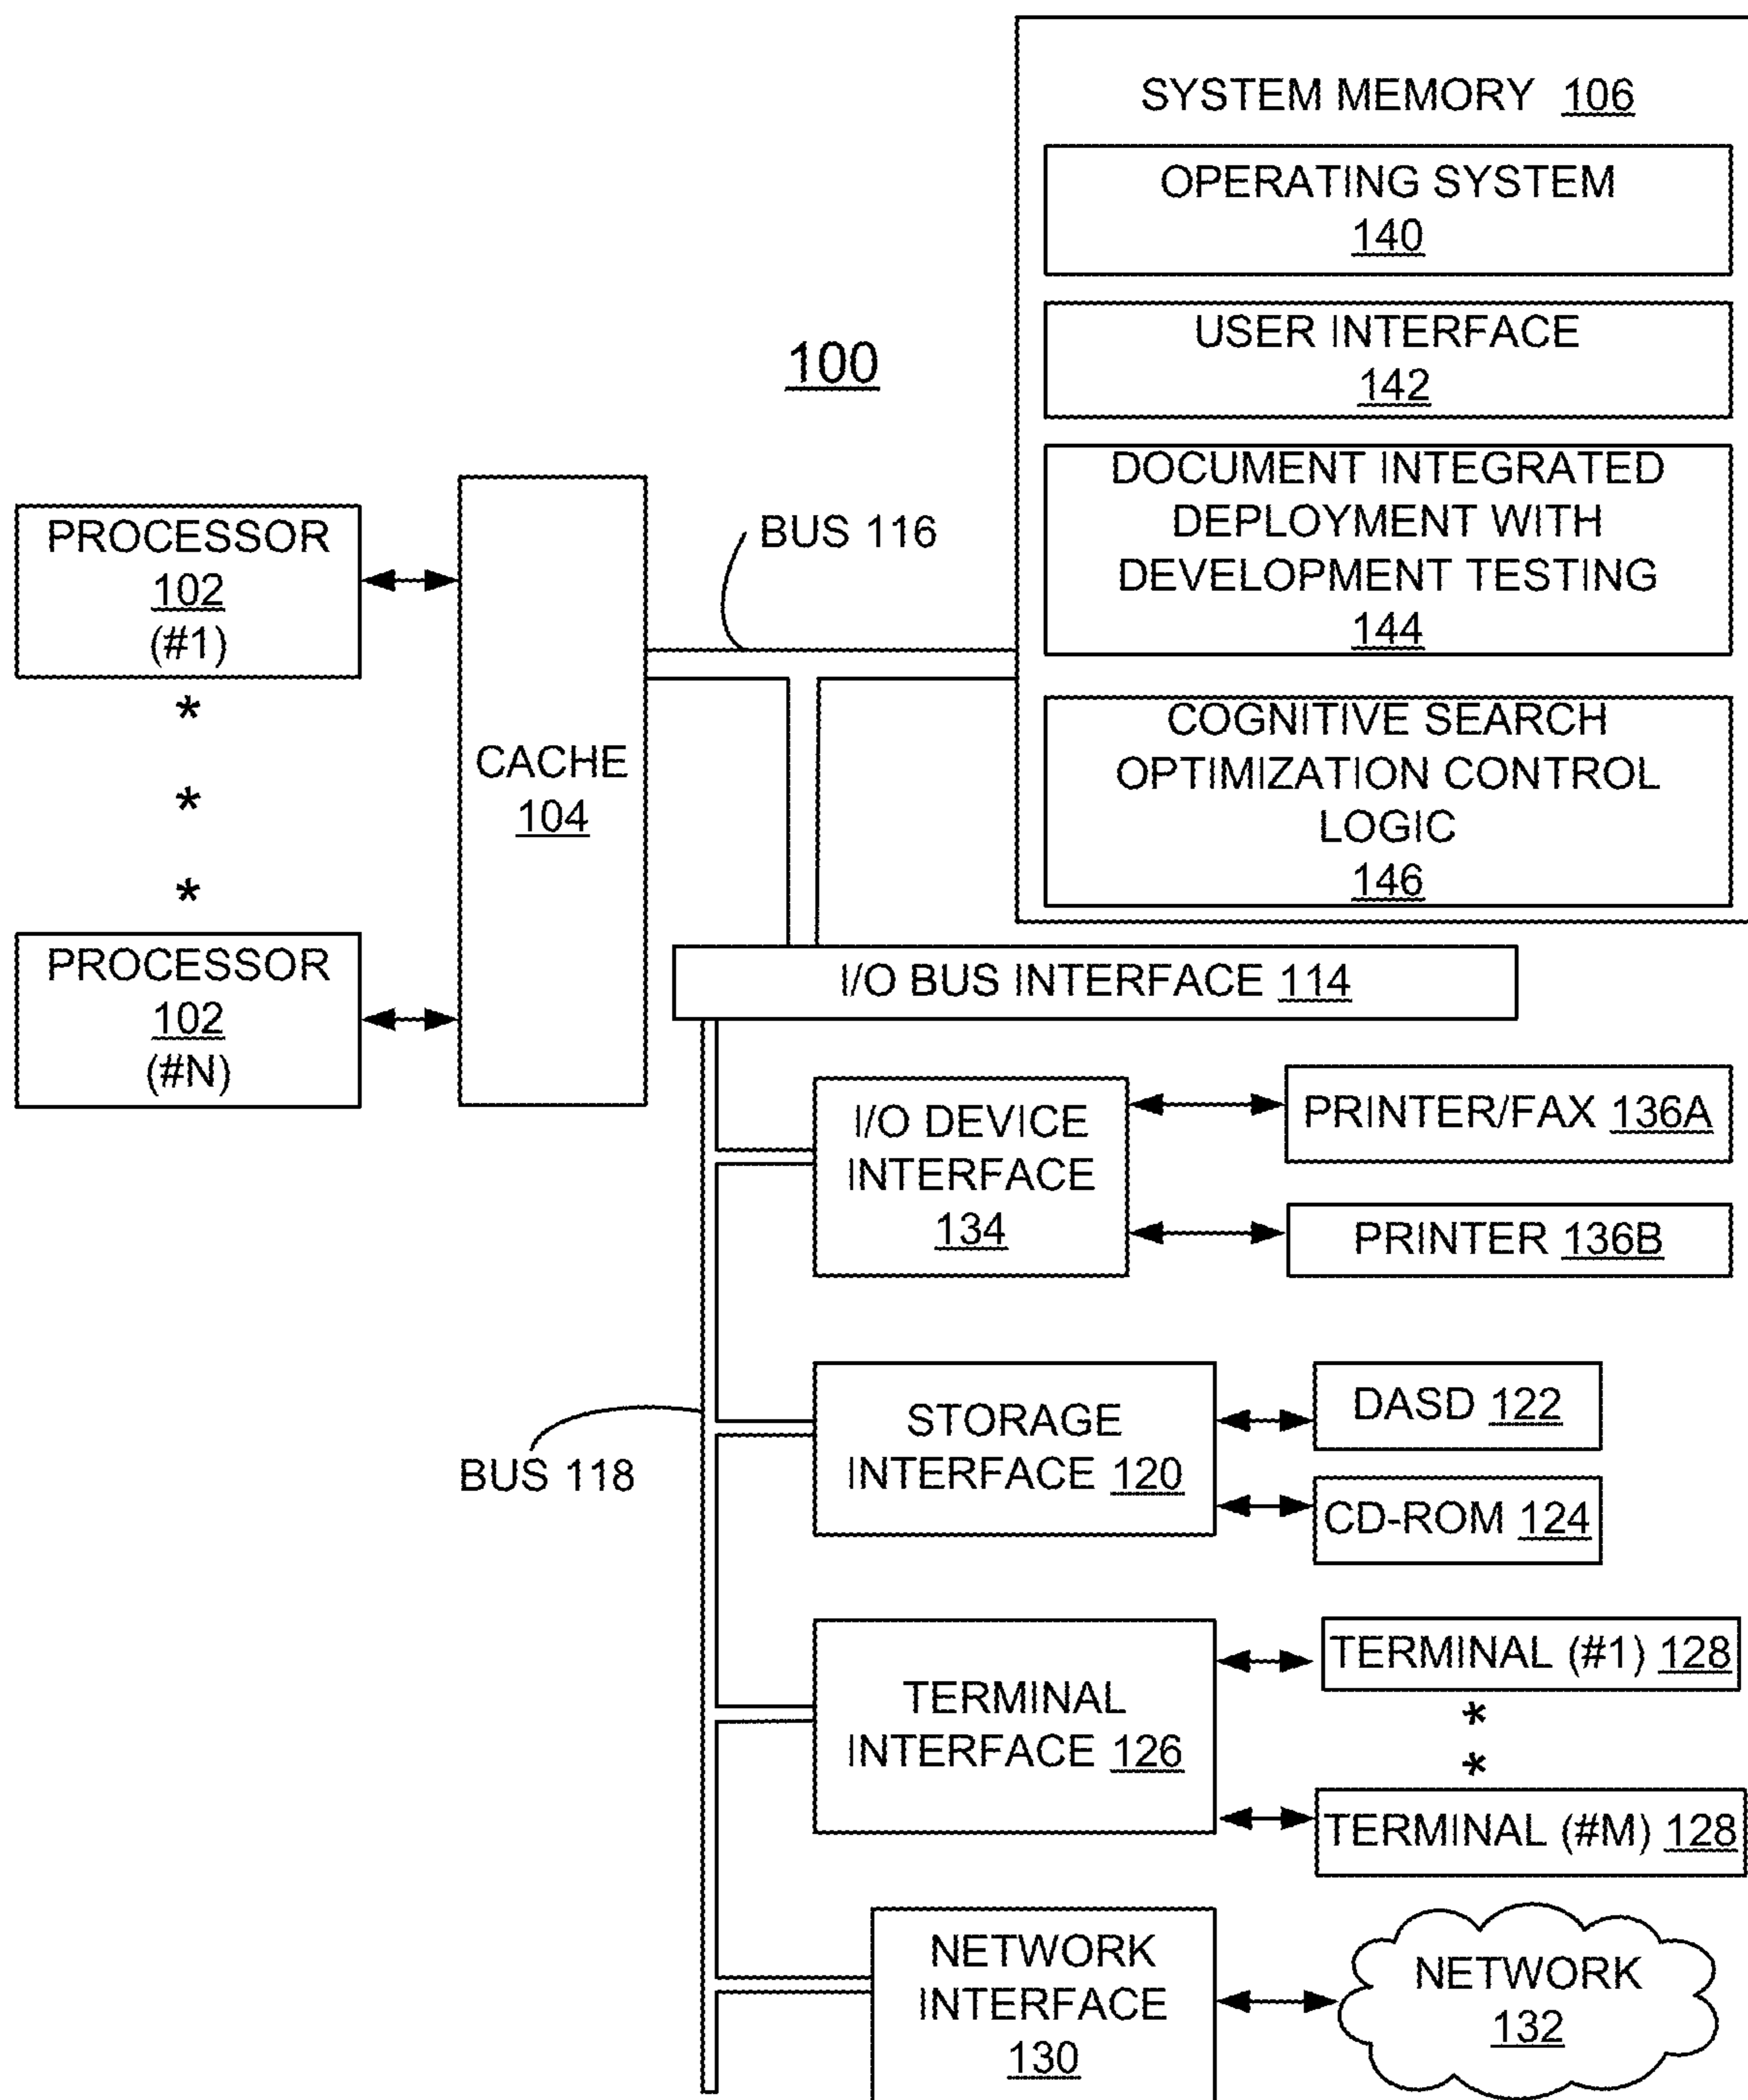 SYSTEM MEMORY 106
OPERATING SYSTEM
140
USER INTERFACE
142
DOCUMENT INTEGRATED
DEPLOYMENT WITH
DEVELOPMENT TESTING
144
COGNITIVE SEARCH
OPTIMIZATION CONTROL
LOGIC
146
100
PROCESSOR
102
(#1)
*
*
*
PROCESSOR
102
(#N)
CACHE
104
BUS 116
I/O BUS INTERFACE 114
I/O DEVICE
INTERFACE
134
PRINTER/FAX 136A
PRINTER 136B
BUS 118
STORAGE
INTERFACE 120
DASD 122
CD-ROM 124
TERMINAL
INTERFACE 126
TERMINAL (#1) 128
*
*
TERMINAL (#M) 128
NETWORK
INTERFACE
130
NETWORK
132